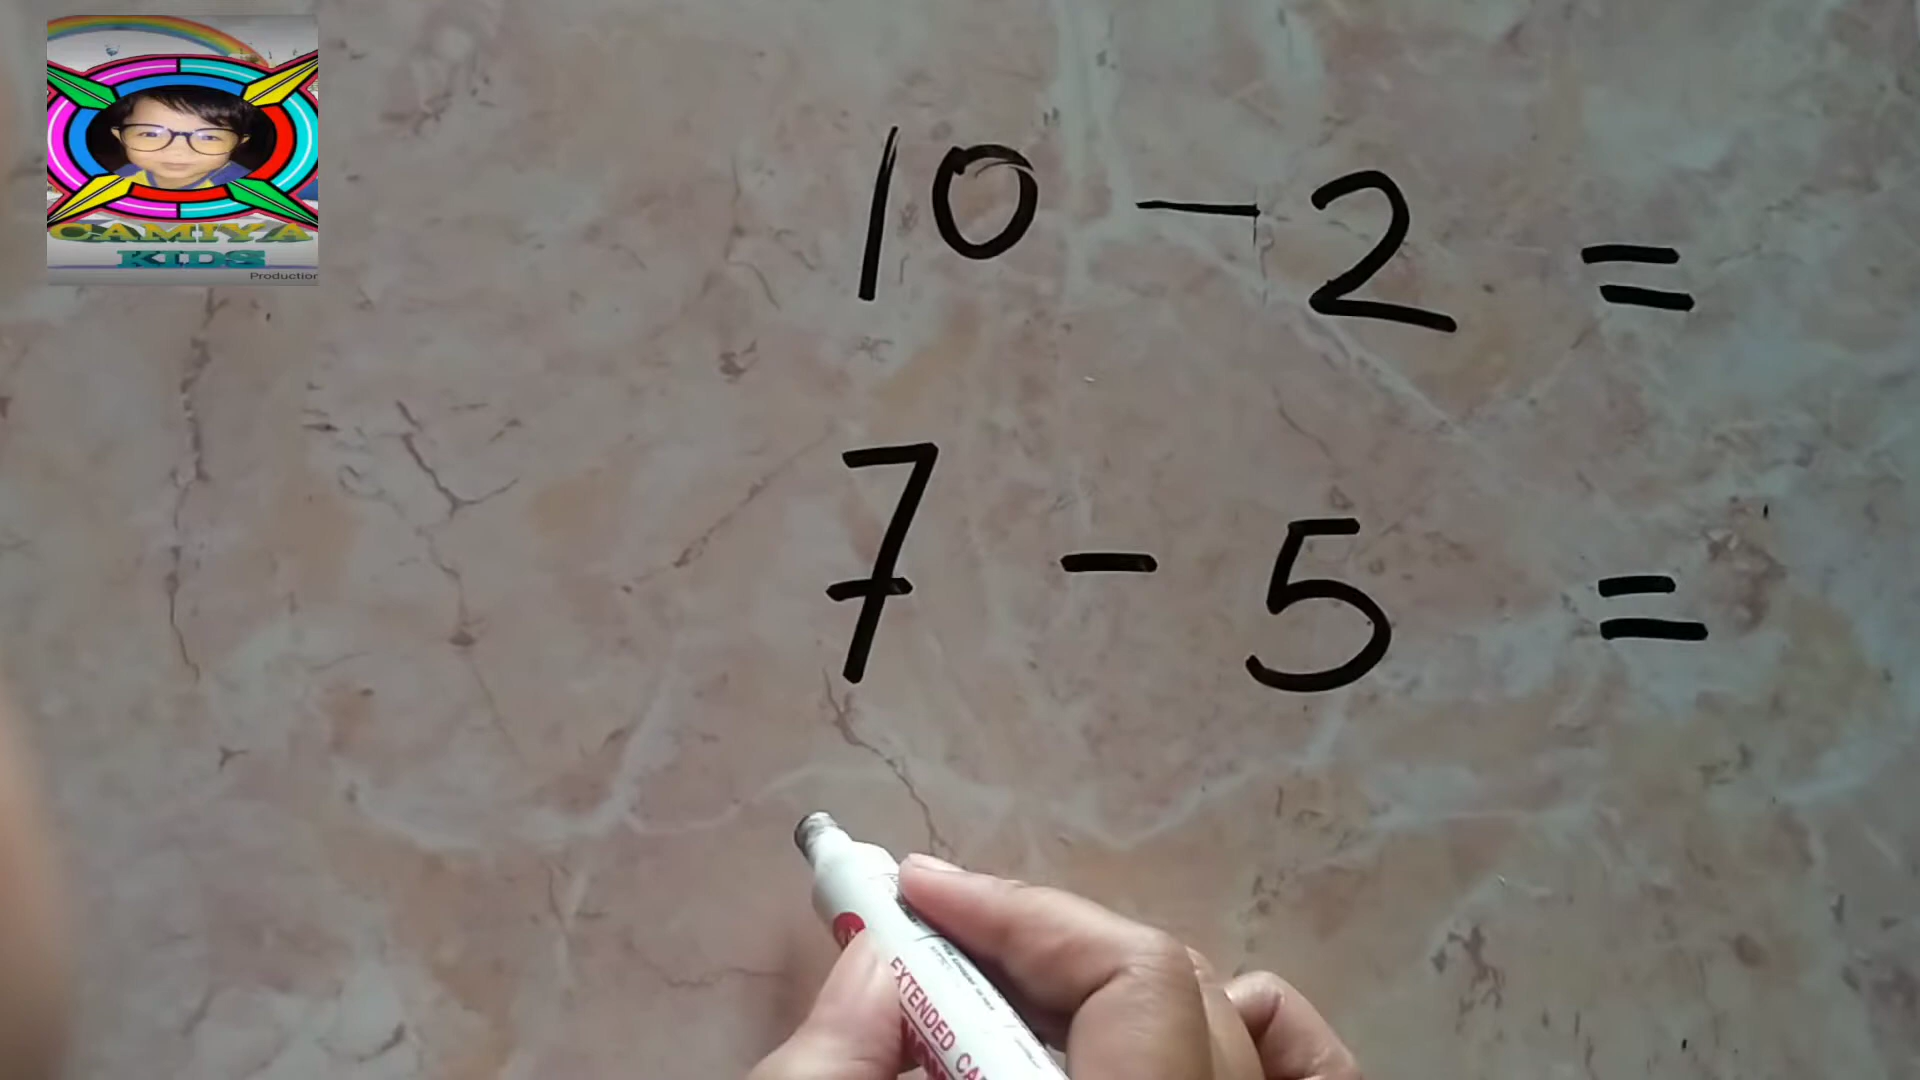 CAMIYA
KIDS
Production
10 - 2 =
7 - 5 =
EXTENDED CA